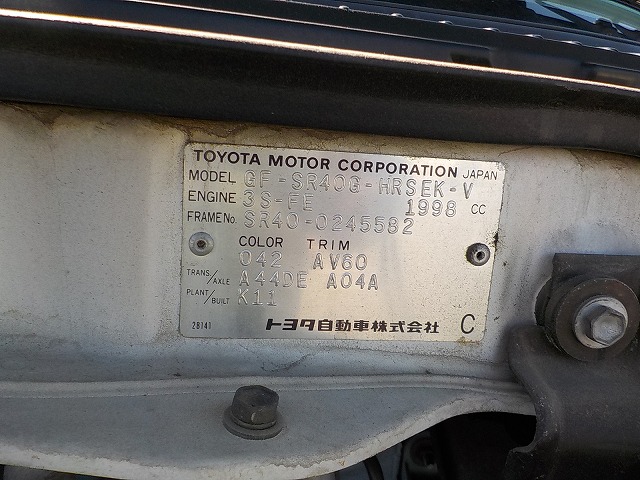 TOYOTA MOTOR CORPORATION JAPAN
MODEL GF-SR40G-HRSEK-V
ENGINE 3S-FE 1998 CC
FRAME No. SR40-0245582
COLOR TRIM
042 AV60
TRANS/AXLE A44DE A04A
PLANT/BUILT K11
28141 トヨタ自動車株式会社 C